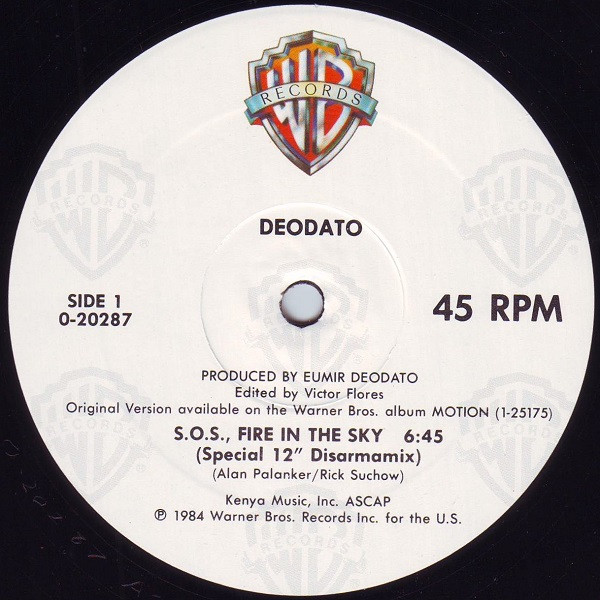 WB
RECORDS
®
DEODATO
SIDE 1
0-20287
45 RPM
PRODUCED BY EUMIR DEODATO
Edited by Victor Flores
Original Version available on the Warner Bros. album MOTION (1-25175)
S.O.S., FIRE IN THE SKY 6:45
(Special 12” Disarmamix)
(Alan Palanker/Rick Suchow)
Kenya Music, Inc. ASCAP
℗ 1984 Warner Bros. Records Inc. for the U.S.